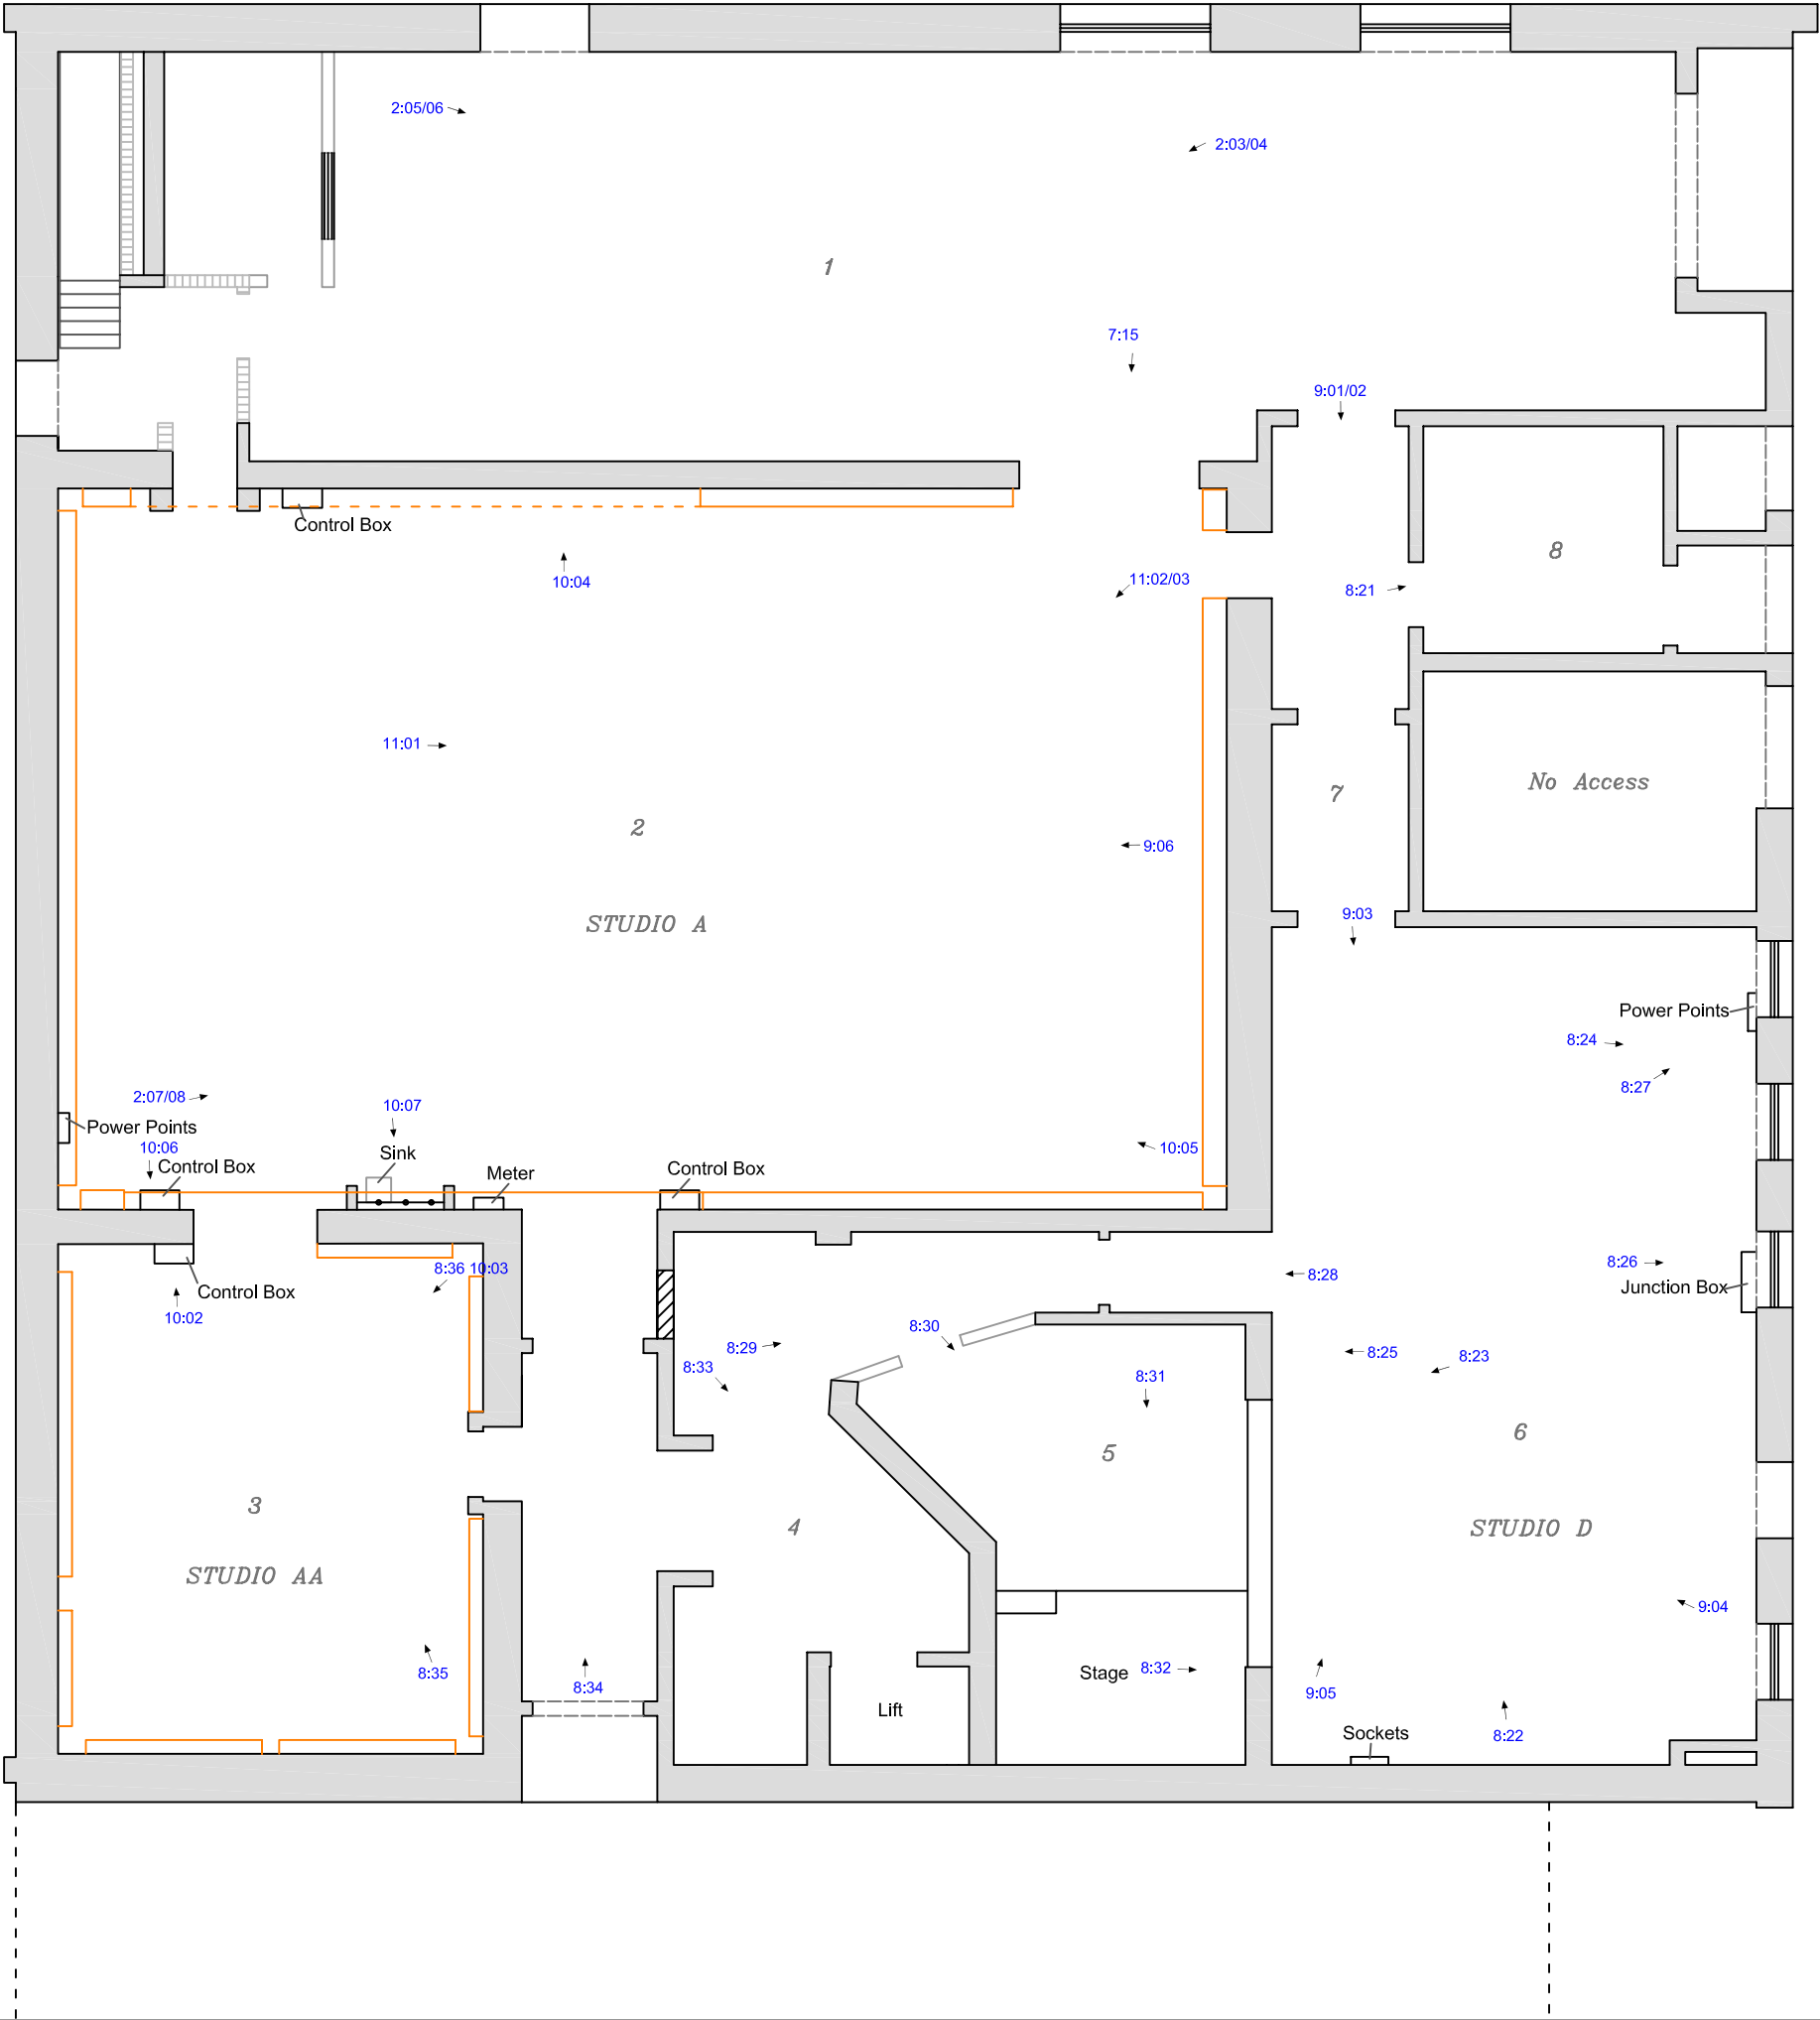 2:05/06
2:03/04
1
7:15
9:01/02
Control Box
8
10:04
11:02/03
8:21
11:01
No Access
7
2
9:06
STUDIO A
9:03
Power Points
8:24
8:27
2:07/08
10:07
Power Points
10:06
Sink
10:05
Control Box
Meter
Control Box
8:36 10:03
8:28
8:26
Junction Box
Control Box
10:02
8:30
8:29
8:33
8:25
8:23
8:31
6
5
3
4
STUDIO D
STUDIO AA
9:04
8:35
Stage
8:32
8:34
9:05
Lift
Sockets
8:22